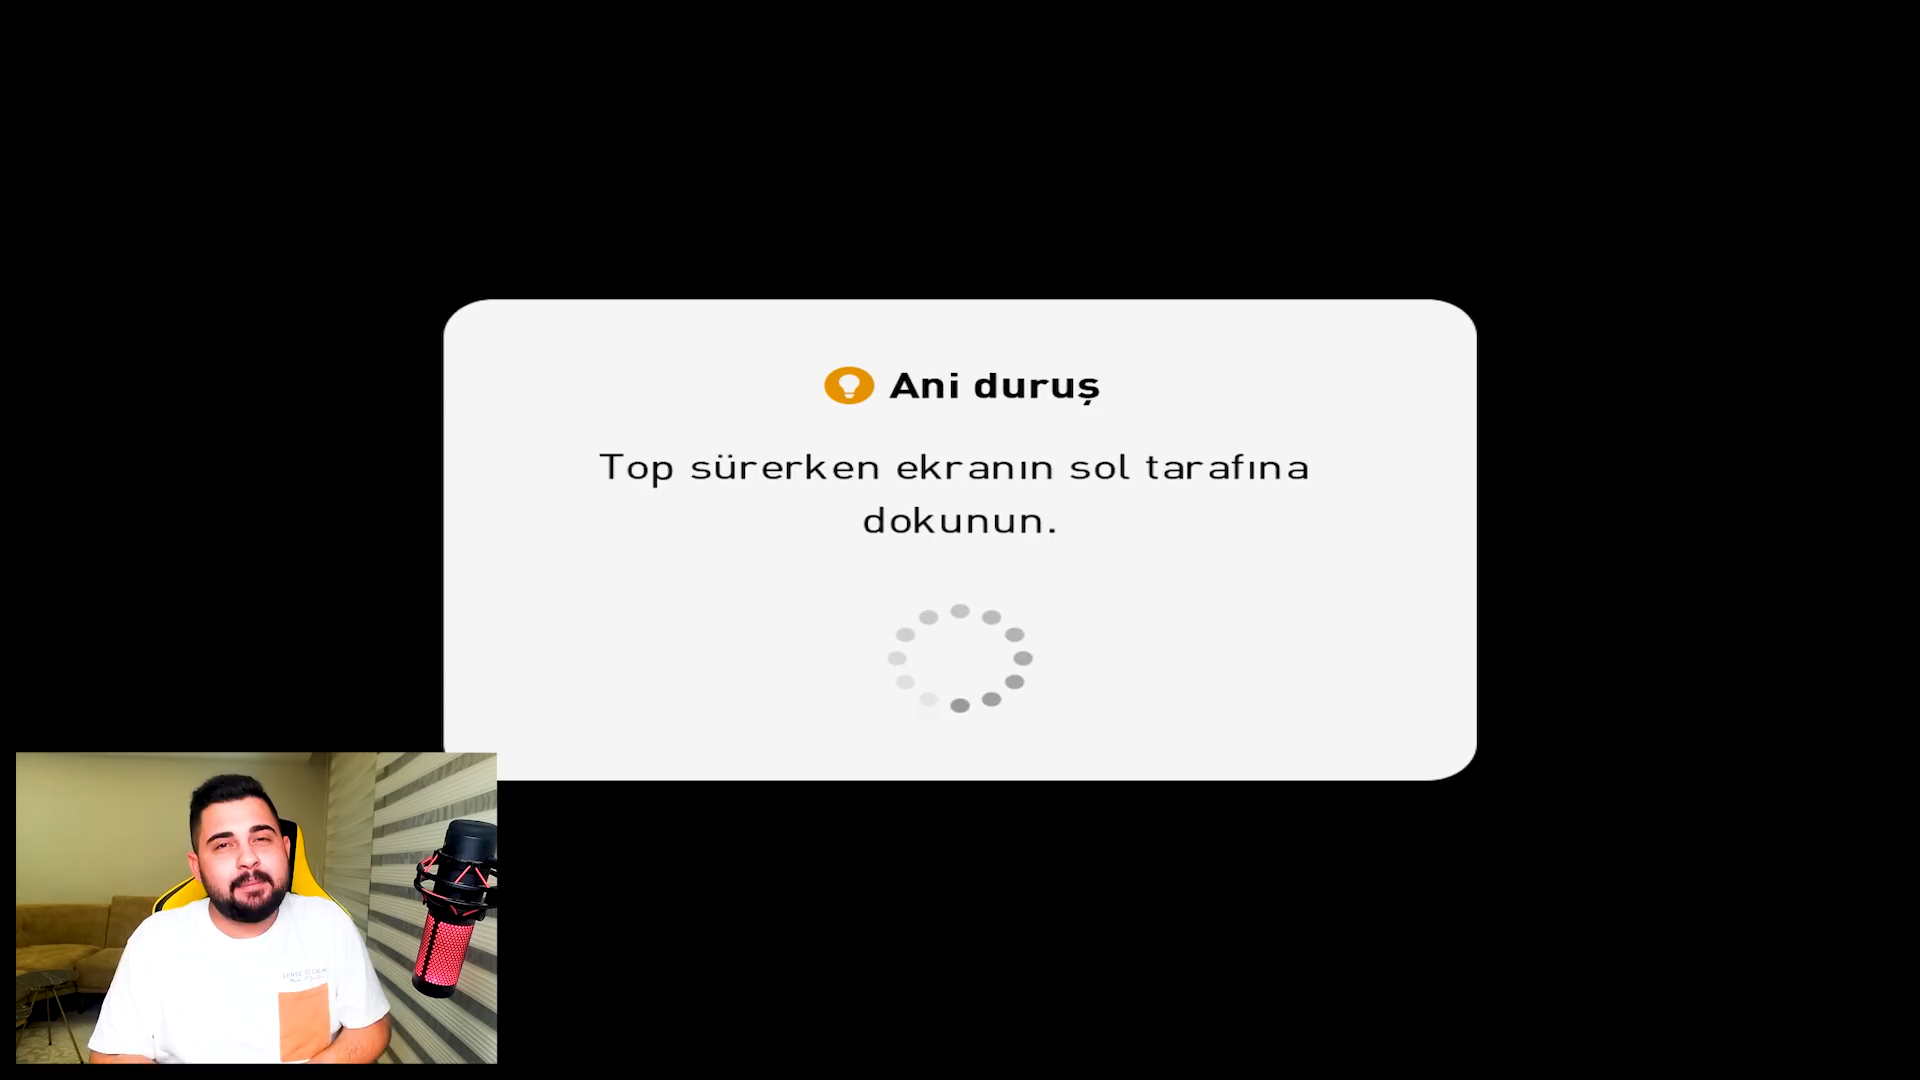 Ani duruş
Top sürerken ekranın sol tarafına
dokunun.